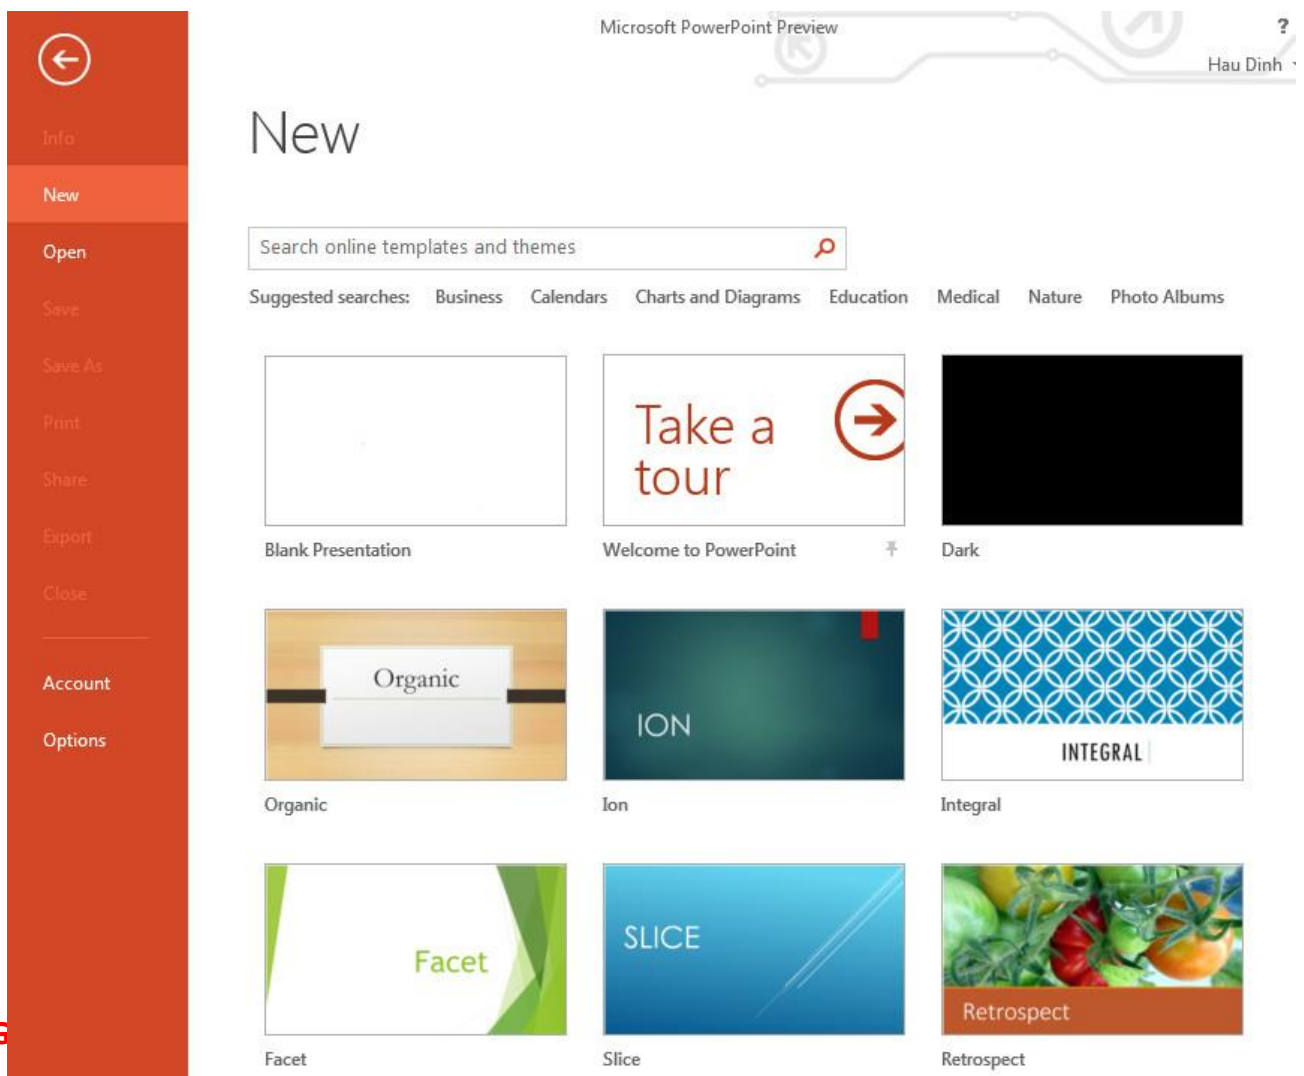 Microsoft PowerPoint Preview
?
Hau Dinh
Info
New
Open
Save
Save As
Print
Share
Export
Close
Account
Options
New
Search online templates and themes
Suggested searches: Business Calendars Charts and Diagrams Education Medical Nature Photo Albums
Take a
tour
Blank Presentation
Welcome to PowerPoint
Dark
Organic
ION
INTEGRAL
Organic
Ion
Integral
Facet
SLICE
Retrospect
Facet
Slice
Retrospect